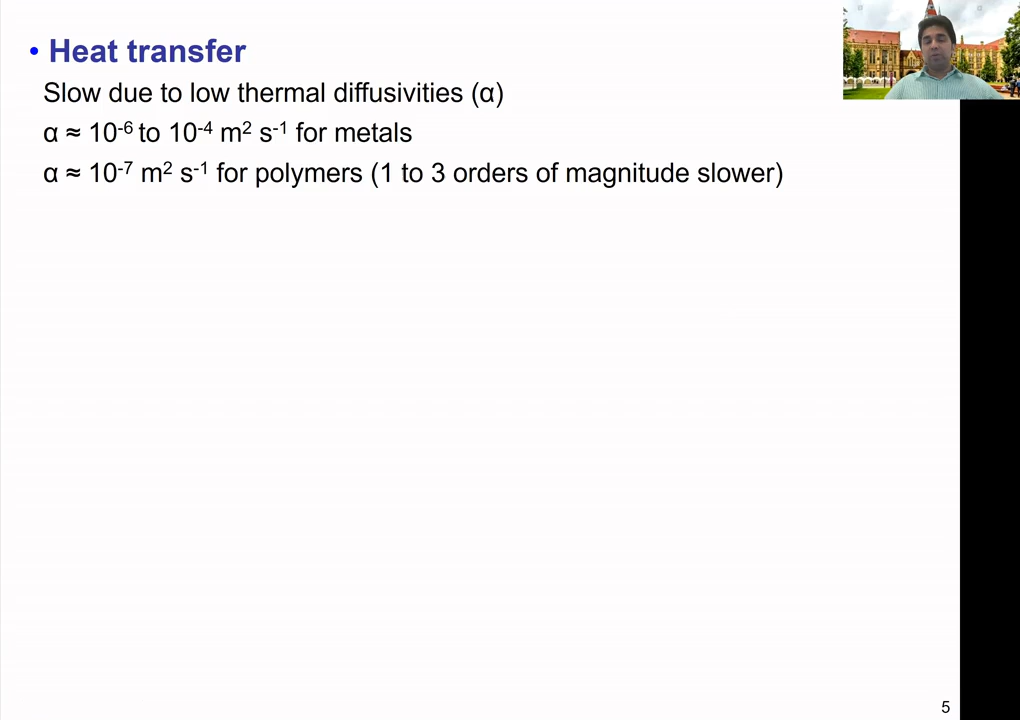 • Heat transfer
Slow due to low thermal diffusivities (α)
α ≈ 10⁻⁶ to 10⁻⁴ m² s⁻¹ for metals
α ≈ 10⁻⁷ m² s⁻¹ for polymers (1 to 3 orders of magnitude slower)
5